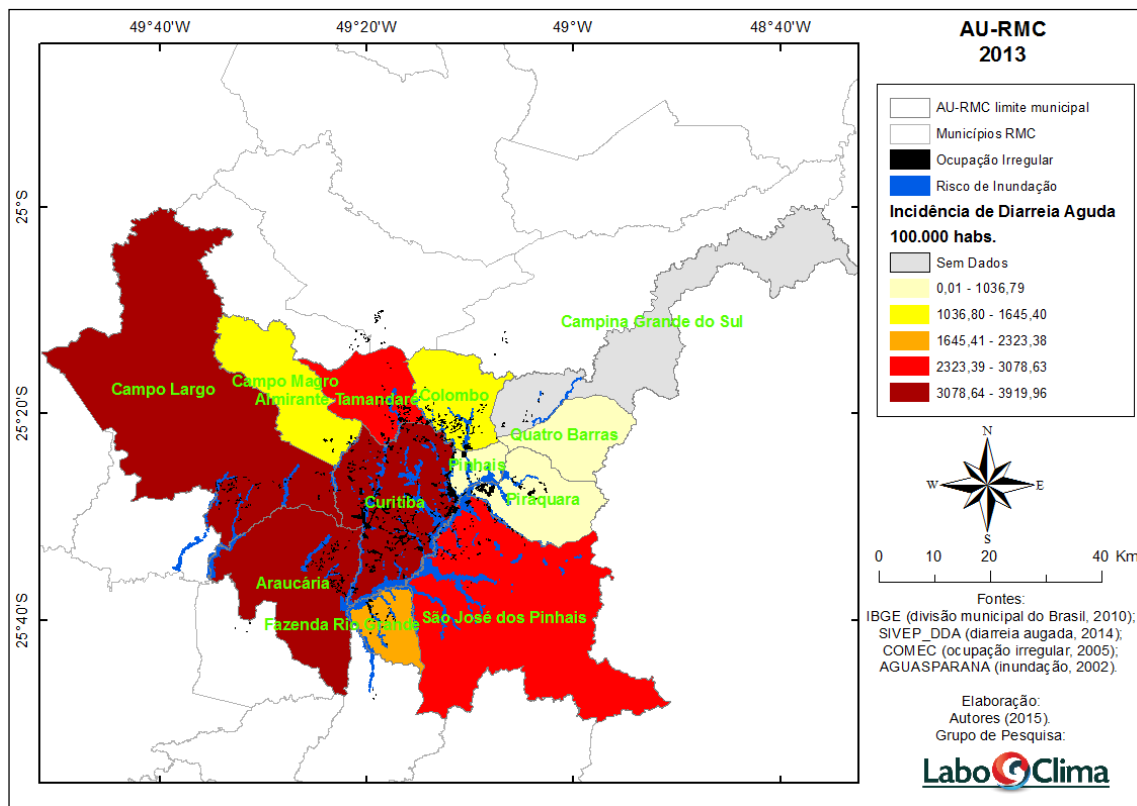 49°40'W 49°20'W 49°0'W 48°40'W
AU-RMC
2013
AU-RMC limite municipal
Municípios RMC
Ocupação Irregular
Risco de Inundação
Incidência de Diarreia Aguda
100.000 habs.
Sem Dados
0,01 - 1036,79
1036,80 - 1645,40
1645,41 - 2323,38
2323,39 - 3078,63
3078,64 - 3919,96
25°S
25°20'S
25°40'S
Campina Grande do Sul
Campo Largo
Campo Magro
Almirante Tamandaré
Colombo
Quatro Barras
Pinhais
Piraquara
Curitiba
Araucária
Fazenda Rio Grande
São José dos Pinhais
N
W E
S
0 10 20 40 Km
Fontes:
IBGE (divisão municipal do Brasil, 2010);
SIVEP_DDA (diarreia augada, 2014);
COMEC (ocupação irregular, 2005);
AGUASPARANA (inundação, 2002).
Elaboração:
Autores (2015).
Grupo de Pesquisa:
LaboClima